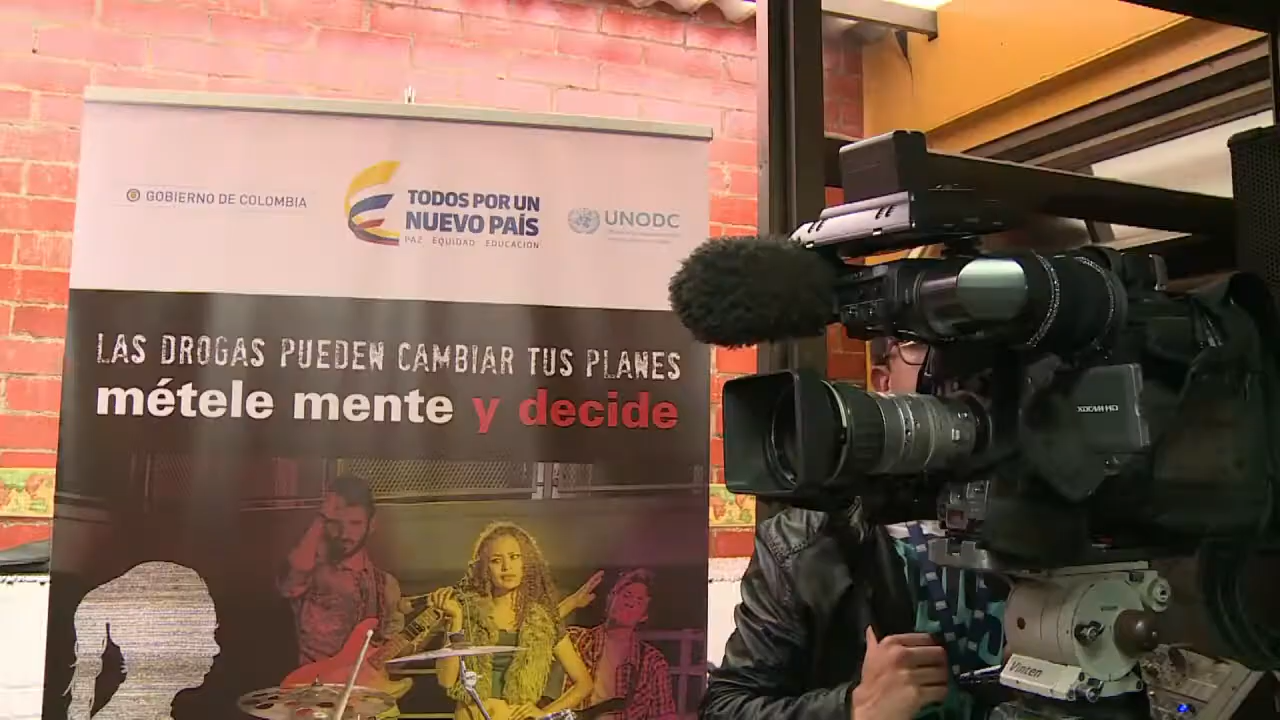 GOBIERNO DE COLOMBIA
TODOS POR UN
NUEVO PAÍS
PAZ EQUIDAD EDUCACIÓN
UNODC
LAS DROGAS PUEDEN CAMBIAR TUS PLANES
métele mente y decide
XDCAM HD
Vinten